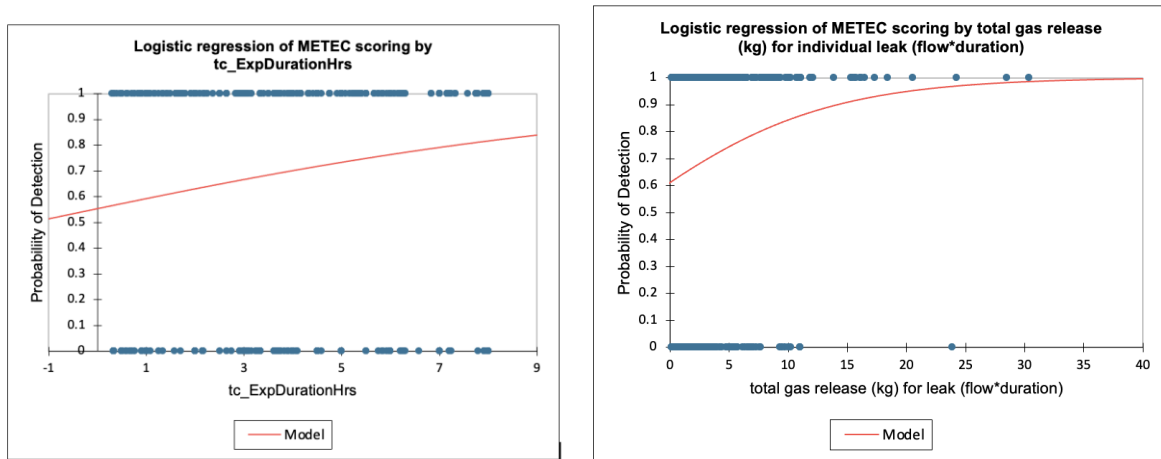 Logistic regression of METEC scoring by
tc_ExpDurationHrs
Probability of Detection
1
0.9
0.8
0.7
0.6
0.5
0.4
0.3
0.2
0.1
0
-1 1 3 5 7 9
tc_ExpDurationHrs
Model
Logistic regression of METEC scoring by total gas release
(kg) for individual leak (flow*duration)
Probability of Detection
1
0.9
0.8
0.7
0.6
0.5
0.4
0.3
0.2
0.1
0
0 5 10 15 20 25 30 35 40
total gas release (kg) for leak (flow*duration)
Model